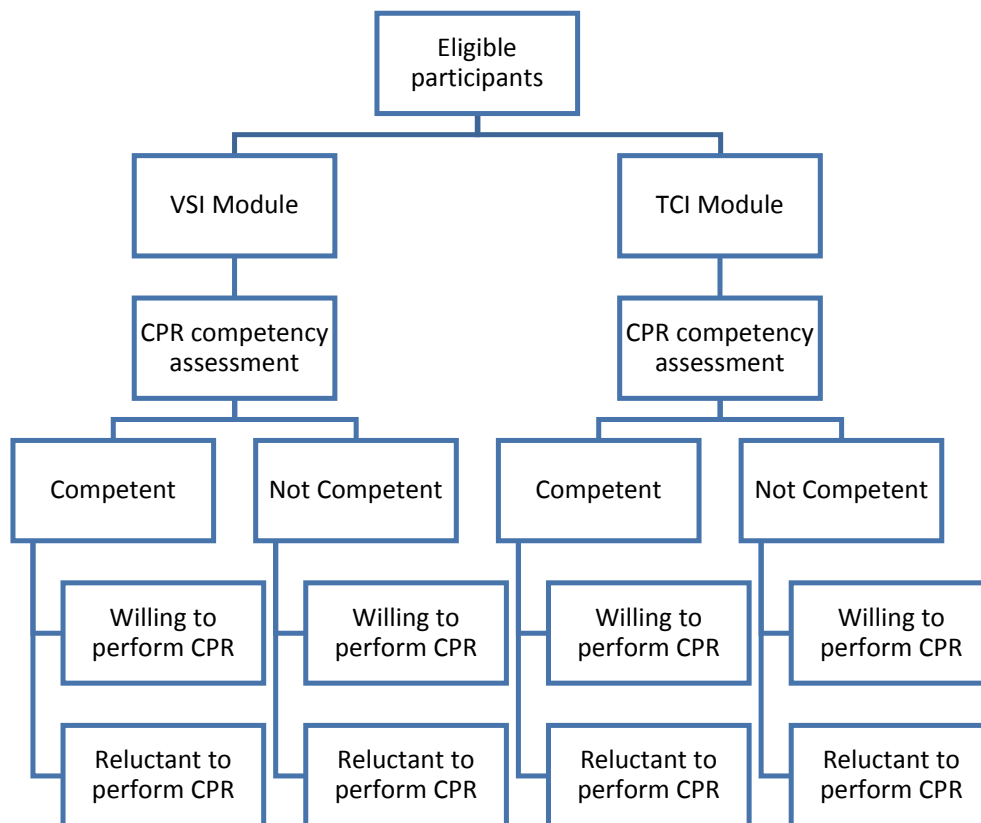 Eligible
participants
VSI Module
TCI Module
CPR competency
assessment
CPR competency
assessment
Competent
Not Competent
Competent
Not Competent
Willing to
perform CPR
Willing to
perform CPR
Willing to
perform CPR
Willing to
perform CPR
Reluctant to
perform CPR
Reluctant to
perform CPR
Reluctant to
perform CPR
Reluctant to
perform CPR